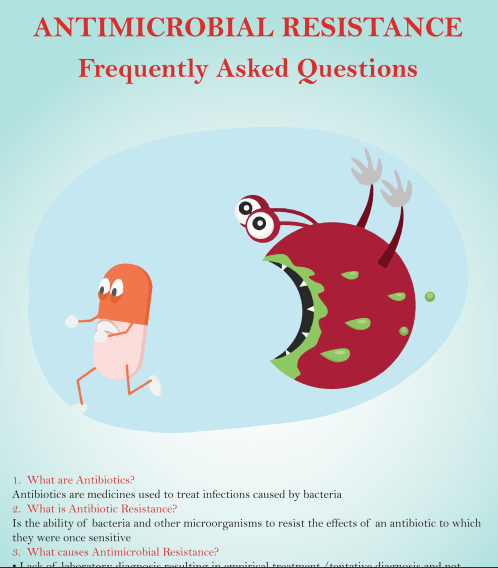 ANTIMICROBIAL RESISTANCE
Frequently Asked Questions
1. What are Antibiotics?
Antibiotics are medicines used to treat infections caused by bacteria
2. What is Antibiotic Resistance?
Is the ability of bacteria and other microorganisms to resist the effects of an antibiotic to which
they were once sensitive
3. What causes Antimicrobial Resistance?
• Lack of laboratory diagnosis resulting in empirical treatment /tentative diagnosis and not